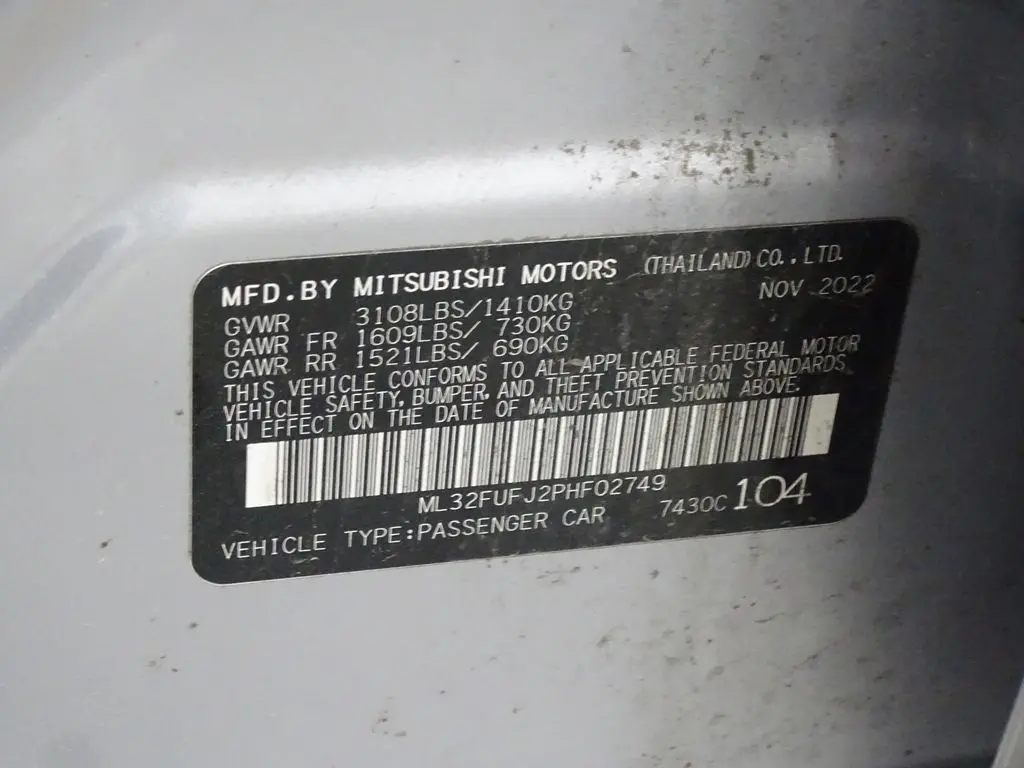 MFD.BY MITSUBISHI MOTORS (THAILAND) CO.,LTD.
NOV 2022
GVWR 3108LBS/1410KG
GAWR FR 1609LBS/ 730KG
GAWR RR 1521LBS/ 690KG
THIS VEHICLE CONFORMS TO ALL APPLICABLE FEDERAL MOTOR
VEHICLE SAFETY, BUMPER, AND THEFT PREVENTION STANDARDS
IN EFFECT ON THE DATE OF MANUFACTURE SHOWN ABOVE.
ML32FUFJ2PHF02749
VEHICLE TYPE:PASSENGER CAR 7430C 104